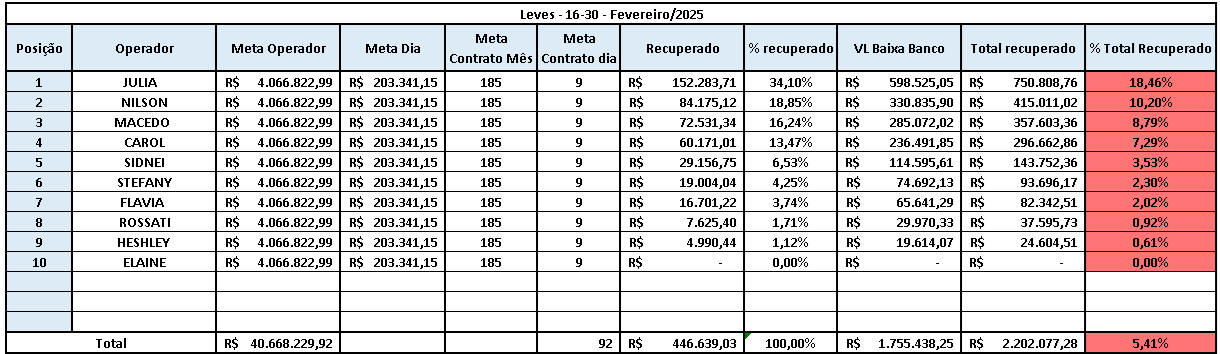 Leves - 16-30 - Fevereiro/2025
Posição Operador Meta Operador Meta Dia Meta Contrato Mês Meta Contrato dia Recuperado % recuperado VL Baixa Banco Total recuperado % Total Recuperado
1 JULIA R$ 4.066.822,99 R$ 203.341,15 185 9 R$ 152.283,71 34,10% R$ 598.525,05 R$ 750.808,76 18,46%
2 NILSON R$ 4.066.822,99 R$ 203.341,15 185 9 R$ 84.175,12 18,85% R$ 330.835,90 R$ 415.011,02 10,20%
3 MACEDO R$ 4.066.822,99 R$ 203.341,15 185 9 R$ 72.531,34 16,24% R$ 285.072,02 R$ 357.603,36 8,79%
4 CAROL R$ 4.066.822,99 R$ 203.341,15 185 9 R$ 60.171,01 13,47% R$ 236.491,85 R$ 296.662,86 7,29%
5 SIDNEI R$ 4.066.822,99 R$ 203.341,15 185 9 R$ 29.156,75 6,53% R$ 114.595,61 R$ 143.752,36 3,53%
6 STEFANY R$ 4.066.822,99 R$ 203.341,15 185 9 R$ 19.004,04 4,25% R$ 74.692,13 R$ 93.696,17 2,30%
7 FLAVIA R$ 4.066.822,99 R$ 203.341,15 185 9 R$ 16.701,22 3,74% R$ 65.641,29 R$ 82.342,51 2,02%
8 ROSSATI R$ 4.066.822,99 R$ 203.341,15 185 9 R$ 7.625,40 1,71% R$ 29.970,33 R$ 37.595,73 0,92%
9 HESHLEY R$ 4.066.822,99 R$ 203.341,15 185 9 R$ 4.990,44 1,12% R$ 19.614,07 R$ 24.604,51 0,61%
10 ELAINE R$ 4.066.822,99 R$ 203.341,15 185 9 R$ - 0,00% R$ - R$ - 0,00%
Total R$ 40.668.229,92 92 R$ 446.639,03 100,00% R$ 1.755.438,25 R$ 2.202.077,28 5,41%